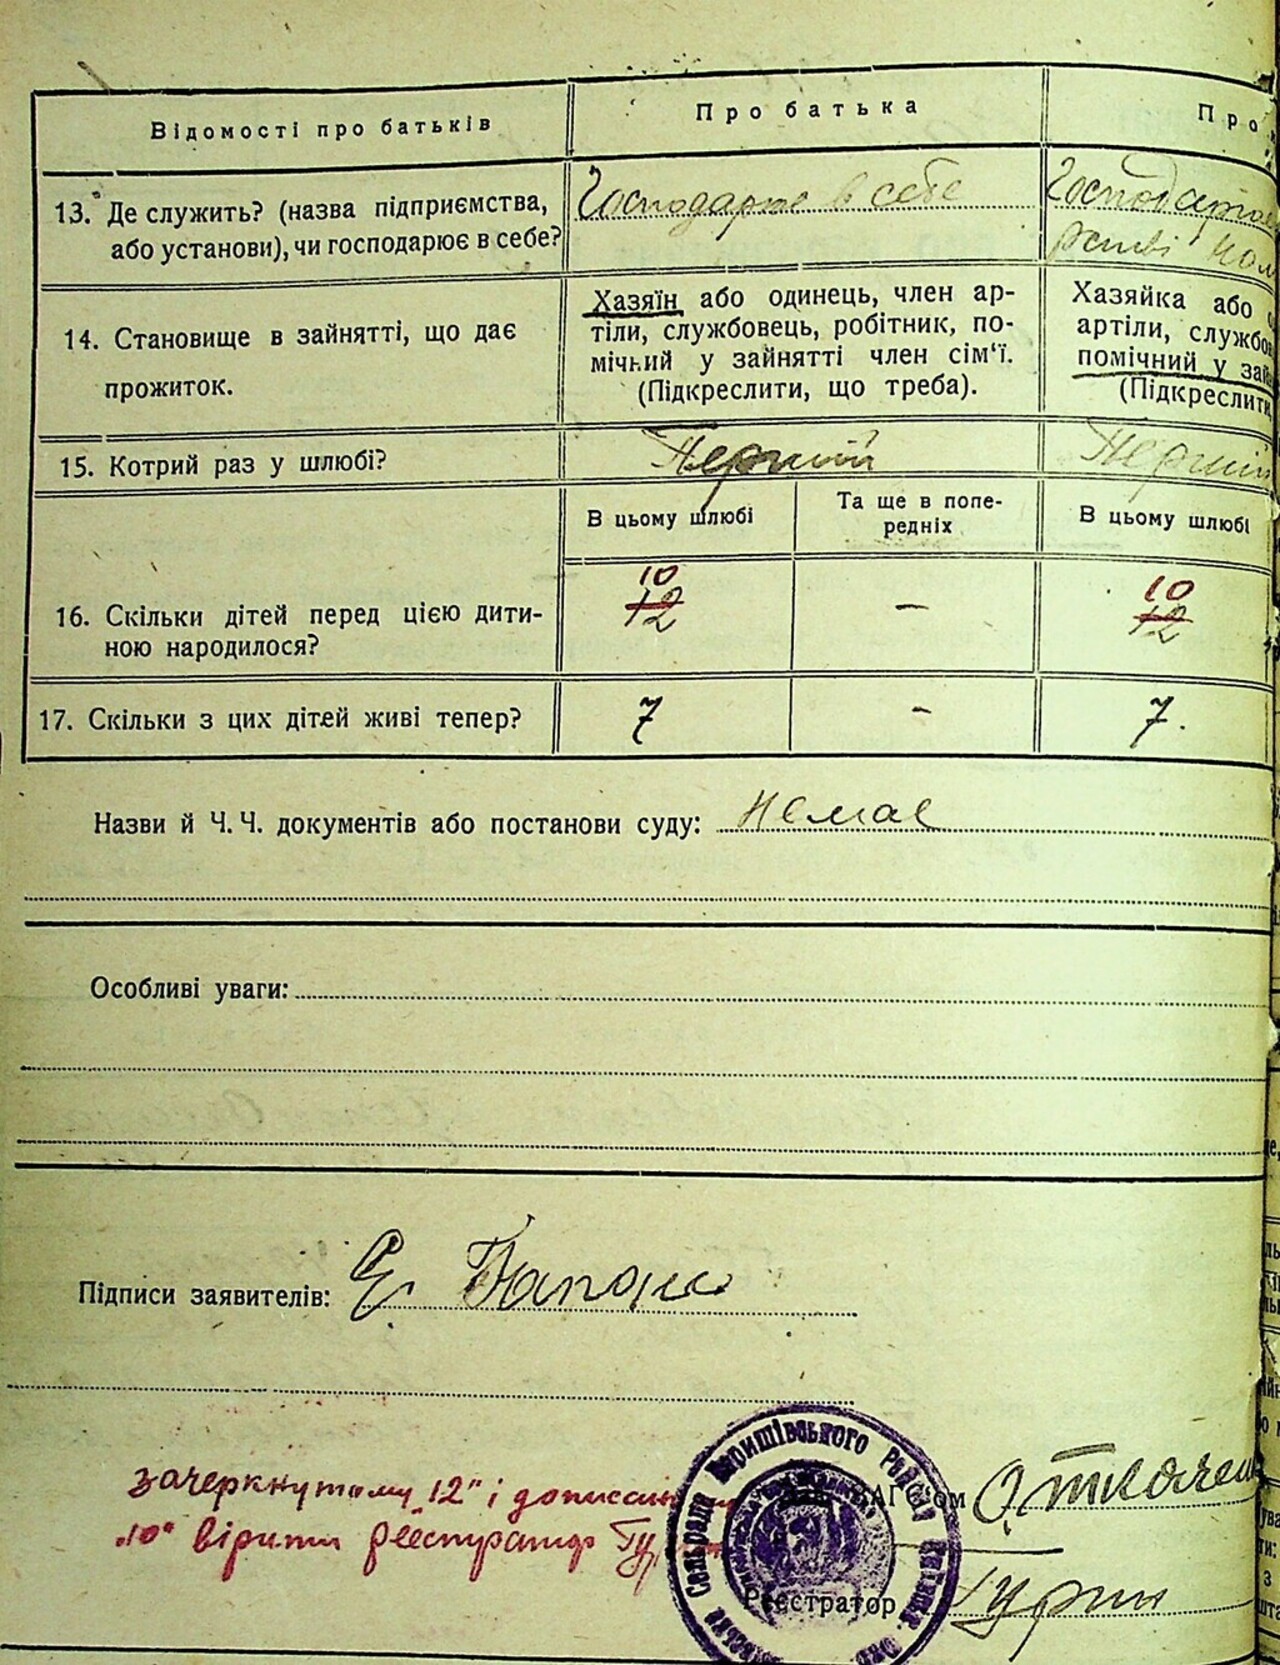 Відомості про батьків
Про батька
Про
13. Де служить? (назва підприємства,
або установи), чи господарює в себе?
Господарює в себе
14. Становище в зайнятті, що дає
прожиток.
Хазяїн або одинець, член ар-
тіли, службовець, робітник, по-
мічний у зайнятті член сім‘ї.
(Підкреслити, що треба).
Хазяйка або
артіли, службо
помічний у зай
(Підкреслити,
15. Котрий раз у шлюбі?
Перший
Перший
В цьому шлюбі
Та ще в попе-
редніх
В цьому шлюбі
16. Скільки дітей перед цією дити-
ною народилося?
10
12
–
10
12
17. Скільки з цих дітей живі тепер?
7
-
7.
Назви й Ч. Ч. документів або постанови суду: Немає
Особливі уваги:
Підписи заявителів:
зачеркнутому „12" і дописан
„10" вірити реєстратор Гур
ЗАГС'ом
Реєстратор Гурин